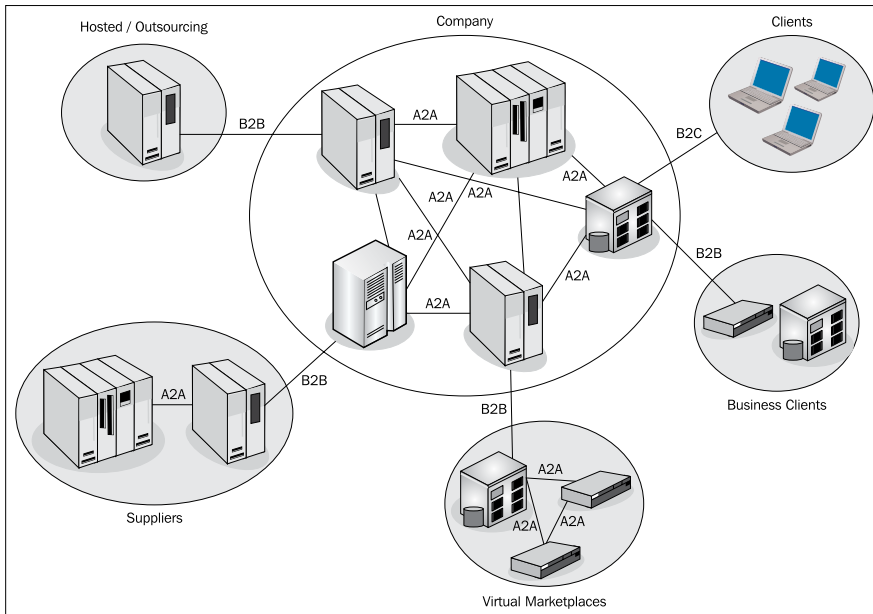 Hosted / Outsourcing
Company
Clients
B2B
A2A
B2C
A2A
A2A
A2A
A2A
B2B
A2A
A2A
B2B
A2A
Business Clients
B2B
Suppliers
A2A
A2A
A2A
Virtual Marketplaces